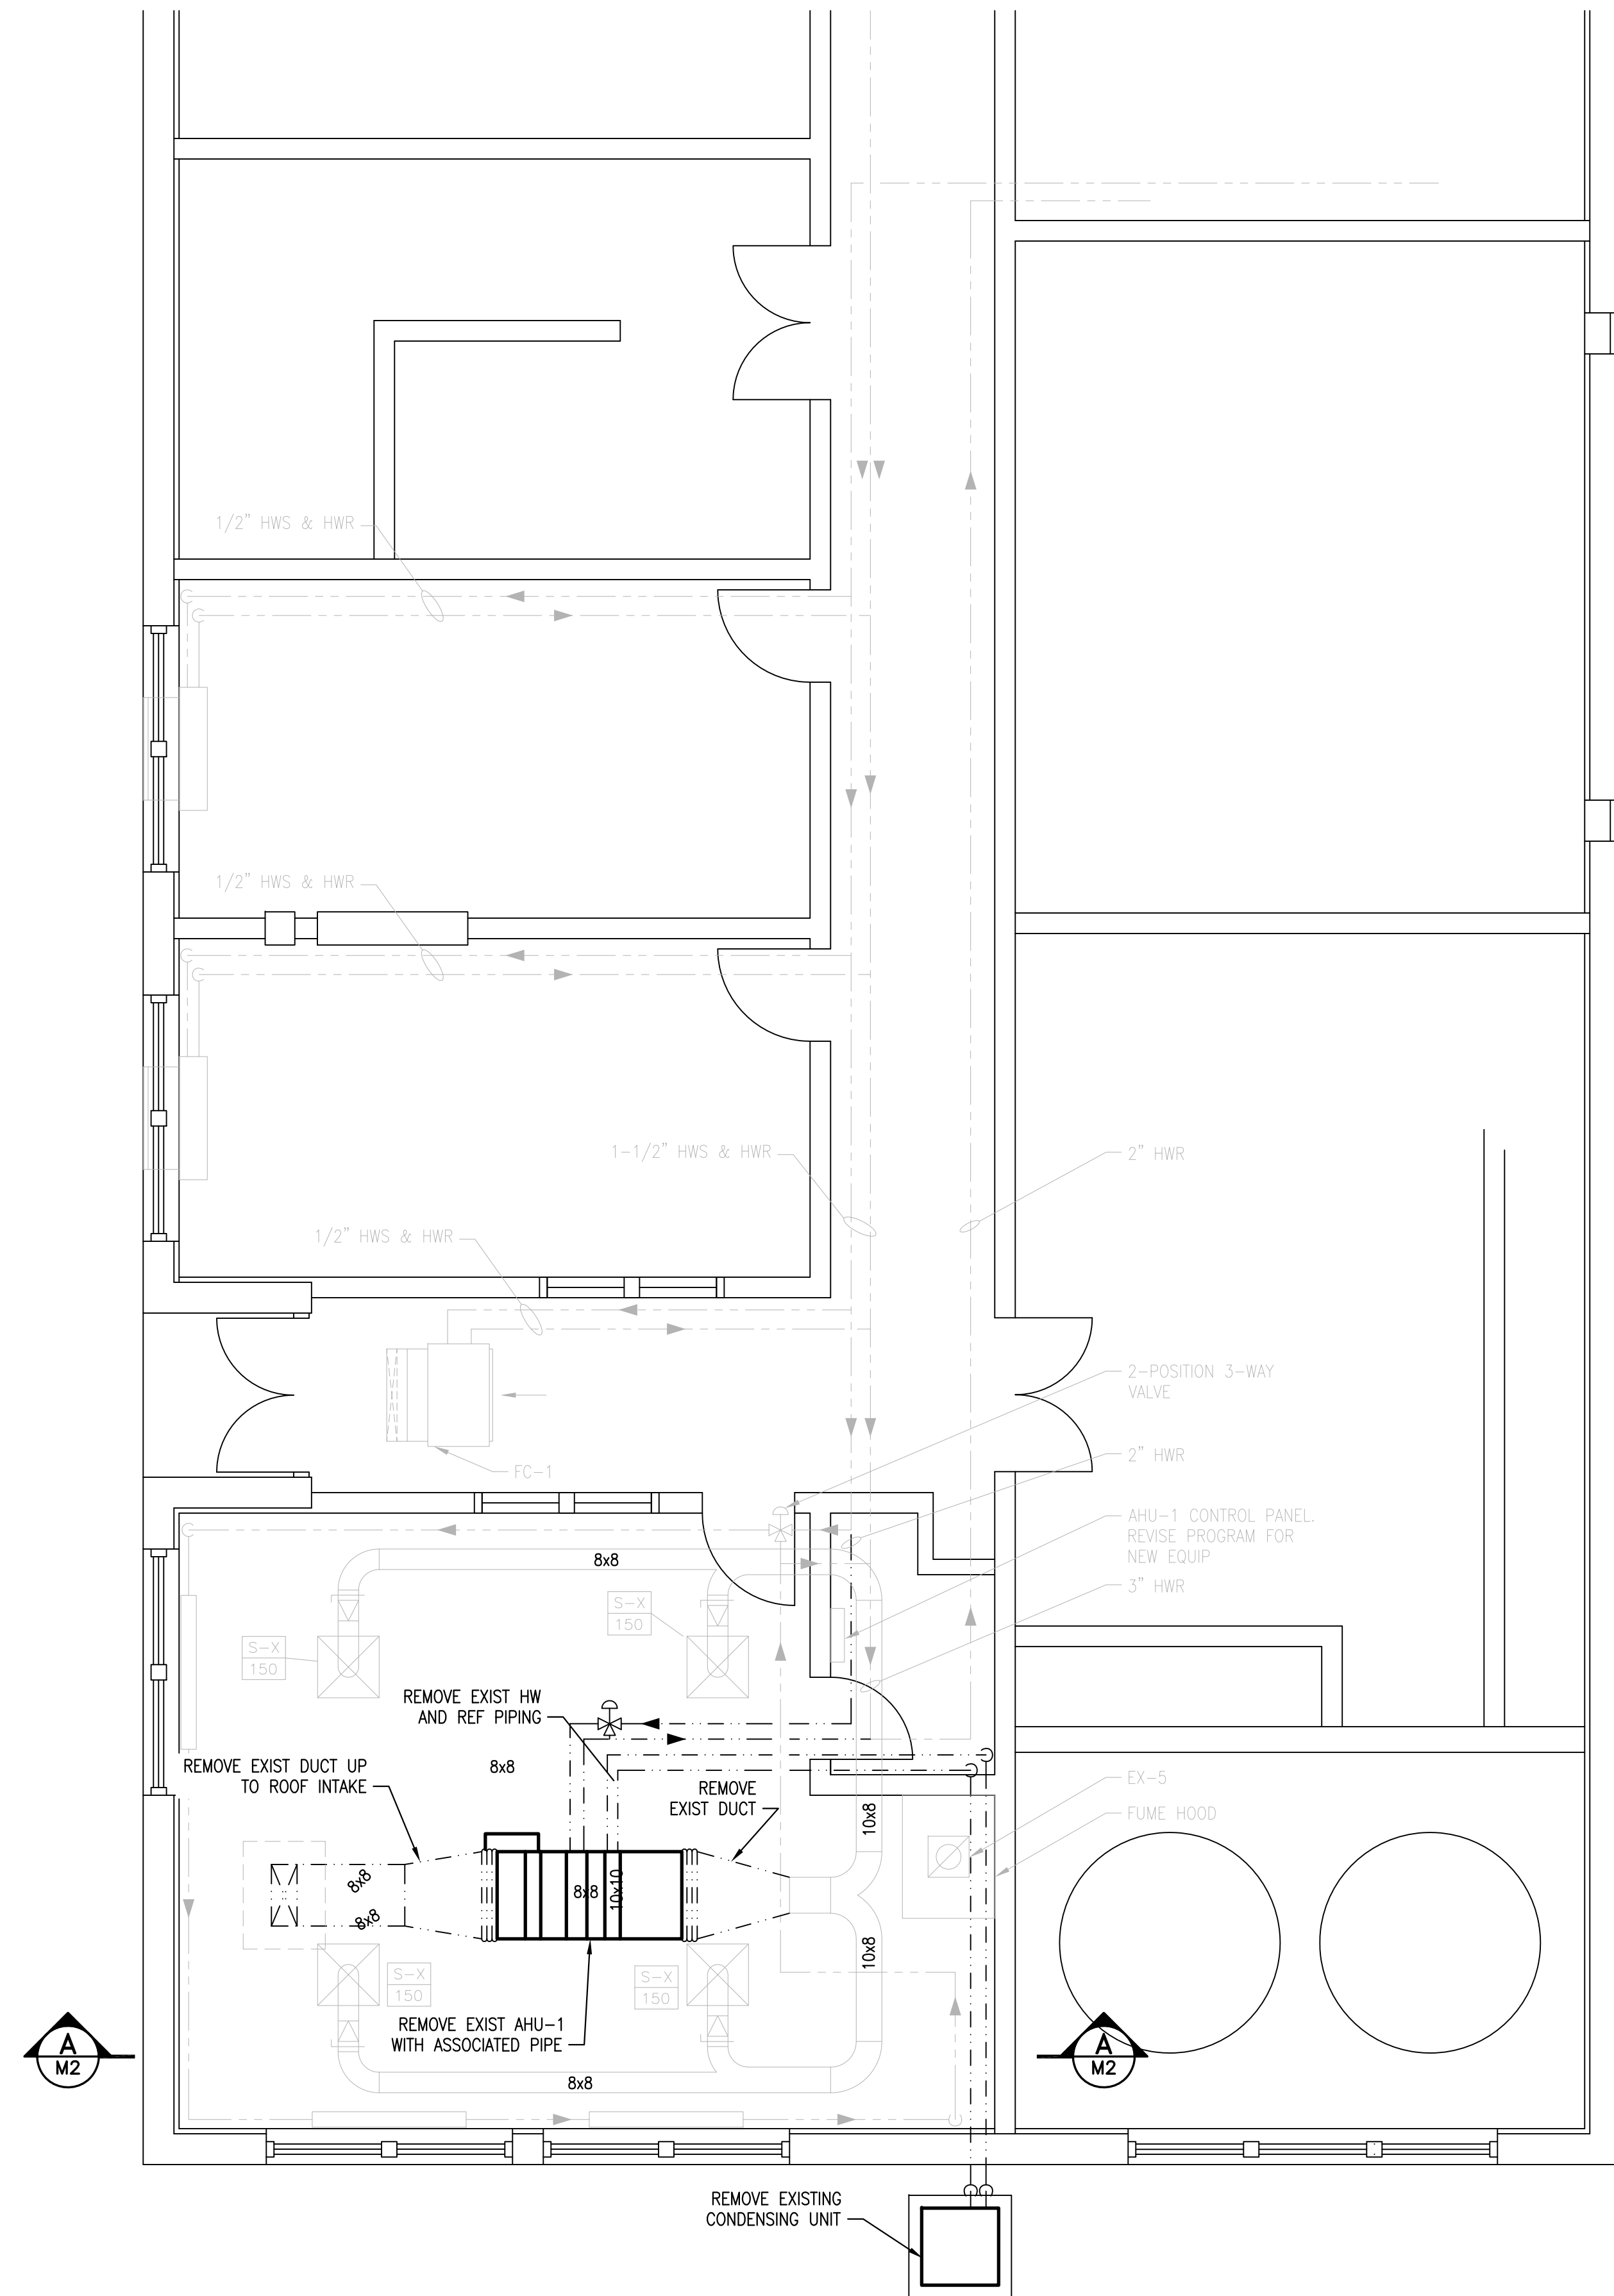 1/2" HWS & HWR
1/2" HWS & HWR
1-1/2" HWS & HWR
2" HWR
1/2" HWS & HWR
2-POSITION 3-WAY
VALVE
FC-1
2" HWR
AHU-1 CONTROL PANEL.
REVISE PROGRAM FOR
NEW EQUIP
3" HWR
8x8
S-X
150
S-X
150
REMOVE EXIST HW
AND REF PIPING
REMOVE EXIST DUCT UP
TO ROOF INTAKE
8x8
REMOVE
EXIST DUCT
EX-5
FUME HOOD
10x8
8x8
8x8
8x8
10x10
10x8
S-X
150
S-X
150
REMOVE EXIST AHU-1
WITH ASSOCIATED PIPE
A
M2
A
M2
8x8
REMOVE EXISTING
CONDENSING UNIT